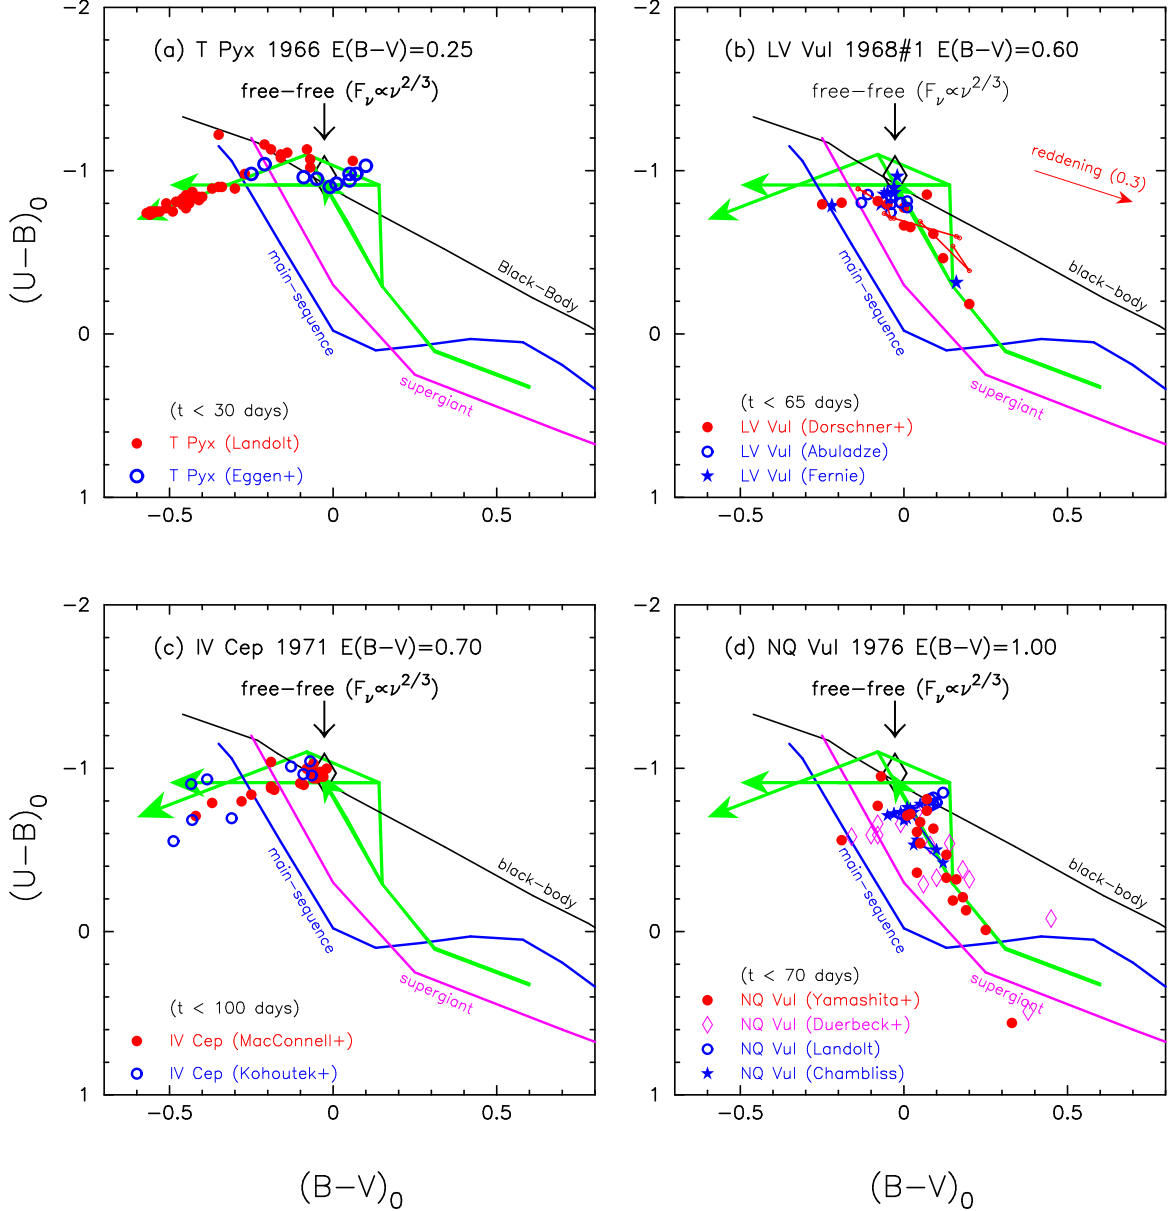 (a) T Pyx 1966 E(B−V)=0.25
free−free (Fν∝ν^2/3)
Black−Body
main−sequence
supergiant
(t < 30 days)
T Pyx (Landolt)
T Pyx (Eggen+)
−2
−1
0
1
−0.5
0
0.5
(U−B)0
(b) LV Vul 1968#1 E(B−V)=0.60
free−free (Fν∝ν^2/3)
reddening (0.3)
black−body
main−sequence
supergiant
(t < 65 days)
LV Vul (Dorschner+)
LV Vul (Abuladze)
LV Vul (Fernie)
−2
−1
0
1
−0.5
0
0.5
(c) IV Cep 1971 E(B−V)=0.70
free−free (Fν∝ν^2/3)
black−body
main−sequence
supergiant
(t < 100 days)
IV Cep (MacConnell+)
IV Cep (Kohoutek+)
−2
−1
0
1
−0.5
0
0.5
(U−B)0
(B−V)0
(d) NQ Vul 1976 E(B−V)=1.00
free−free (Fν∝ν^2/3)
black−body
main−sequence
supergiant
(t < 70 days)
NQ Vul (Yamashita+)
NQ Vul (Duerbeck+)
NQ Vul (Landolt)
NQ Vul (Chambliss)
−2
−1
0
1
−0.5
0
0.5
(B−V)0